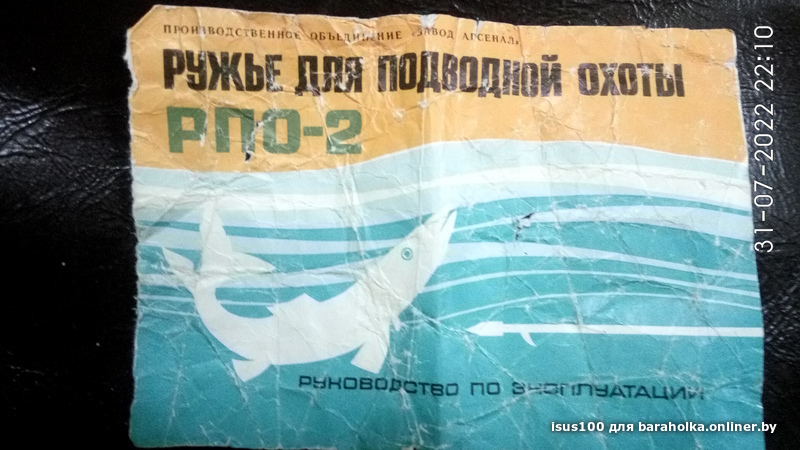 ПРОИЗВОДСТВЕННОЕ ОБЪЕДИНЕНИЕ «ЗАВОД АРСЕНАЛ»
РУЖЬЕ ДЛЯ ПОДВОДНОЙ ОХОТЫ
РПО-2
РУКОВОДСТВО ПО ЭКСПЛУАТАЦИИ
31-07-2022 22:10
Isus100 для baraholka.onliner.by